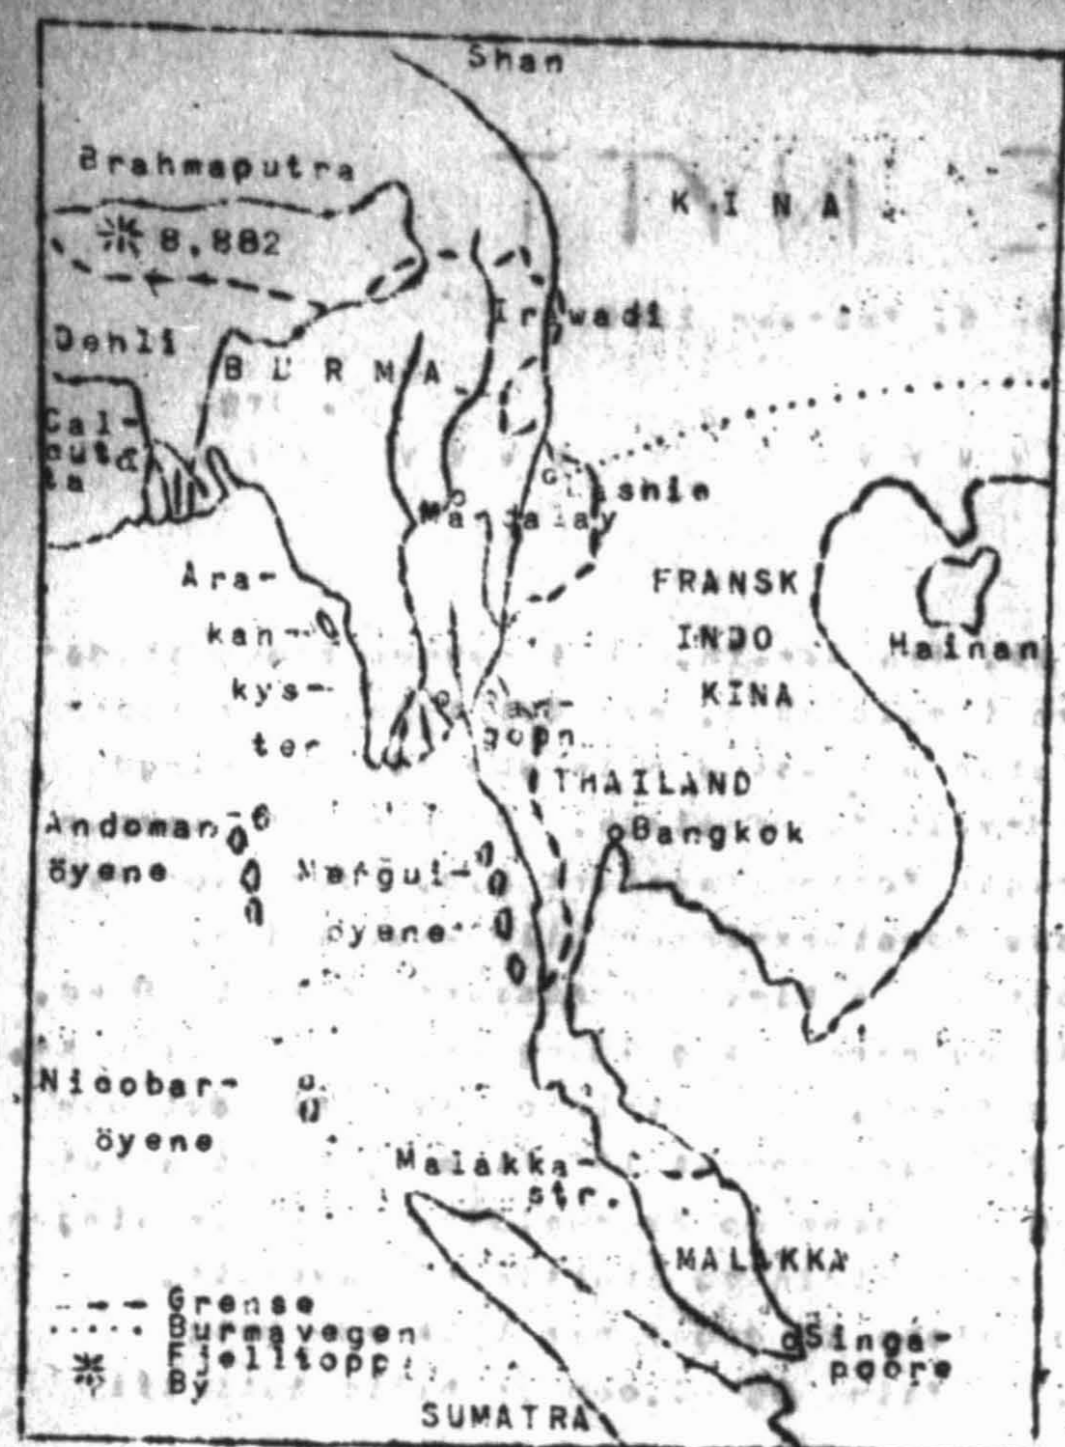 Shan
Brahmaputra
KINA
8,882
Irawadi
Dehli
BURMA
Cal-
cut
ta
Lashie
Mandalay
Ara-
kan-
kys-
ter
FRANSK
INDO
KINA
Hainan
Ran-
goon
THAILAND
Bangkok
Andoman-
öyene
Mergui-
öyene
Nicobar-
öyene
Malakka-
str.
MALAKKA
Singa-
poore
SUMATRA
Grense
Burmavegen
Fjelltopp
By